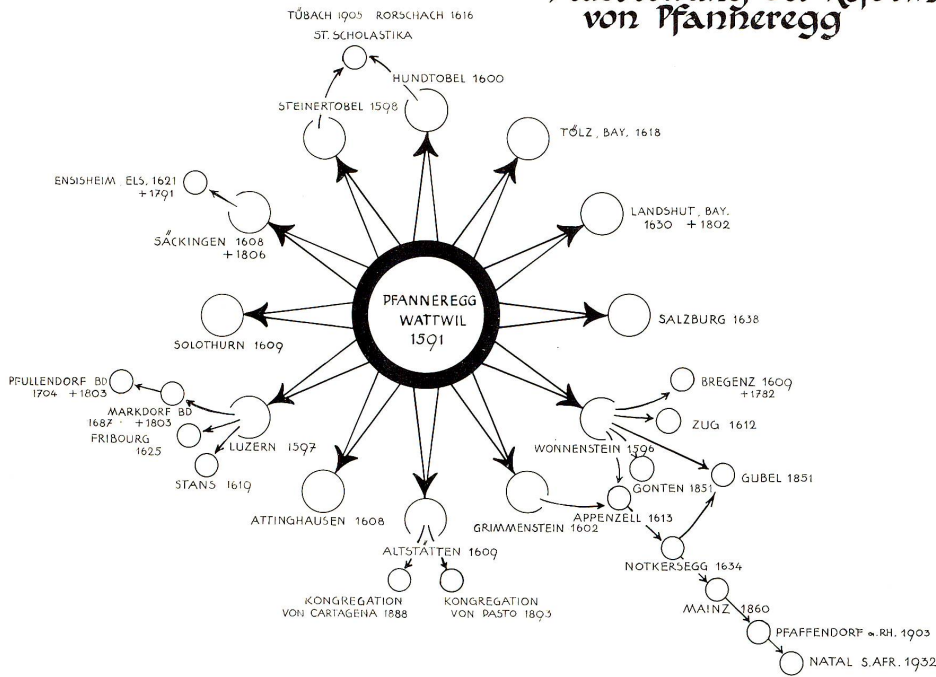 von Pfanneregg
TÜBACH 1905 RORSCHACH 1616
ST. SCHOLASTIKA
HUNDTOBEL 1600
STEINERTOBEL 1598
TÖLZ, BAY. 1618
ENSISHEIM, ELS. 1621
+1791
LANDSHUT, BAY.
1630 +1802
SÄCKINGEN 1608
+1806
PFANNEREGG
WATTWIL
1591
SOLOTHURN 1609
SALZBURG 1638
PFULLENDORF BD
1704 +1803
MARKDORF BD
1687 +1803
FRIBOURG
1625
STANS 1619
LUZERN 1597
BREGENZ 1609
+1782
ZUG 1612
WONNENSTEIN 1596
GONTEN 1851
GUBEL 1851
ATTINGHAUSEN 1608
GRIMMENSTEIN 1602
APPENZELL 1613
ALTSTÄTTEN 1609
NOTKERSEGG 1634
KONGREGATION
VON CARTAGENA 1888
KONGREGATION
VON PASTO 1893
MAINZ 1860
PFAFFENDORF a. RH. 1903
NATAL S. AFR. 1932